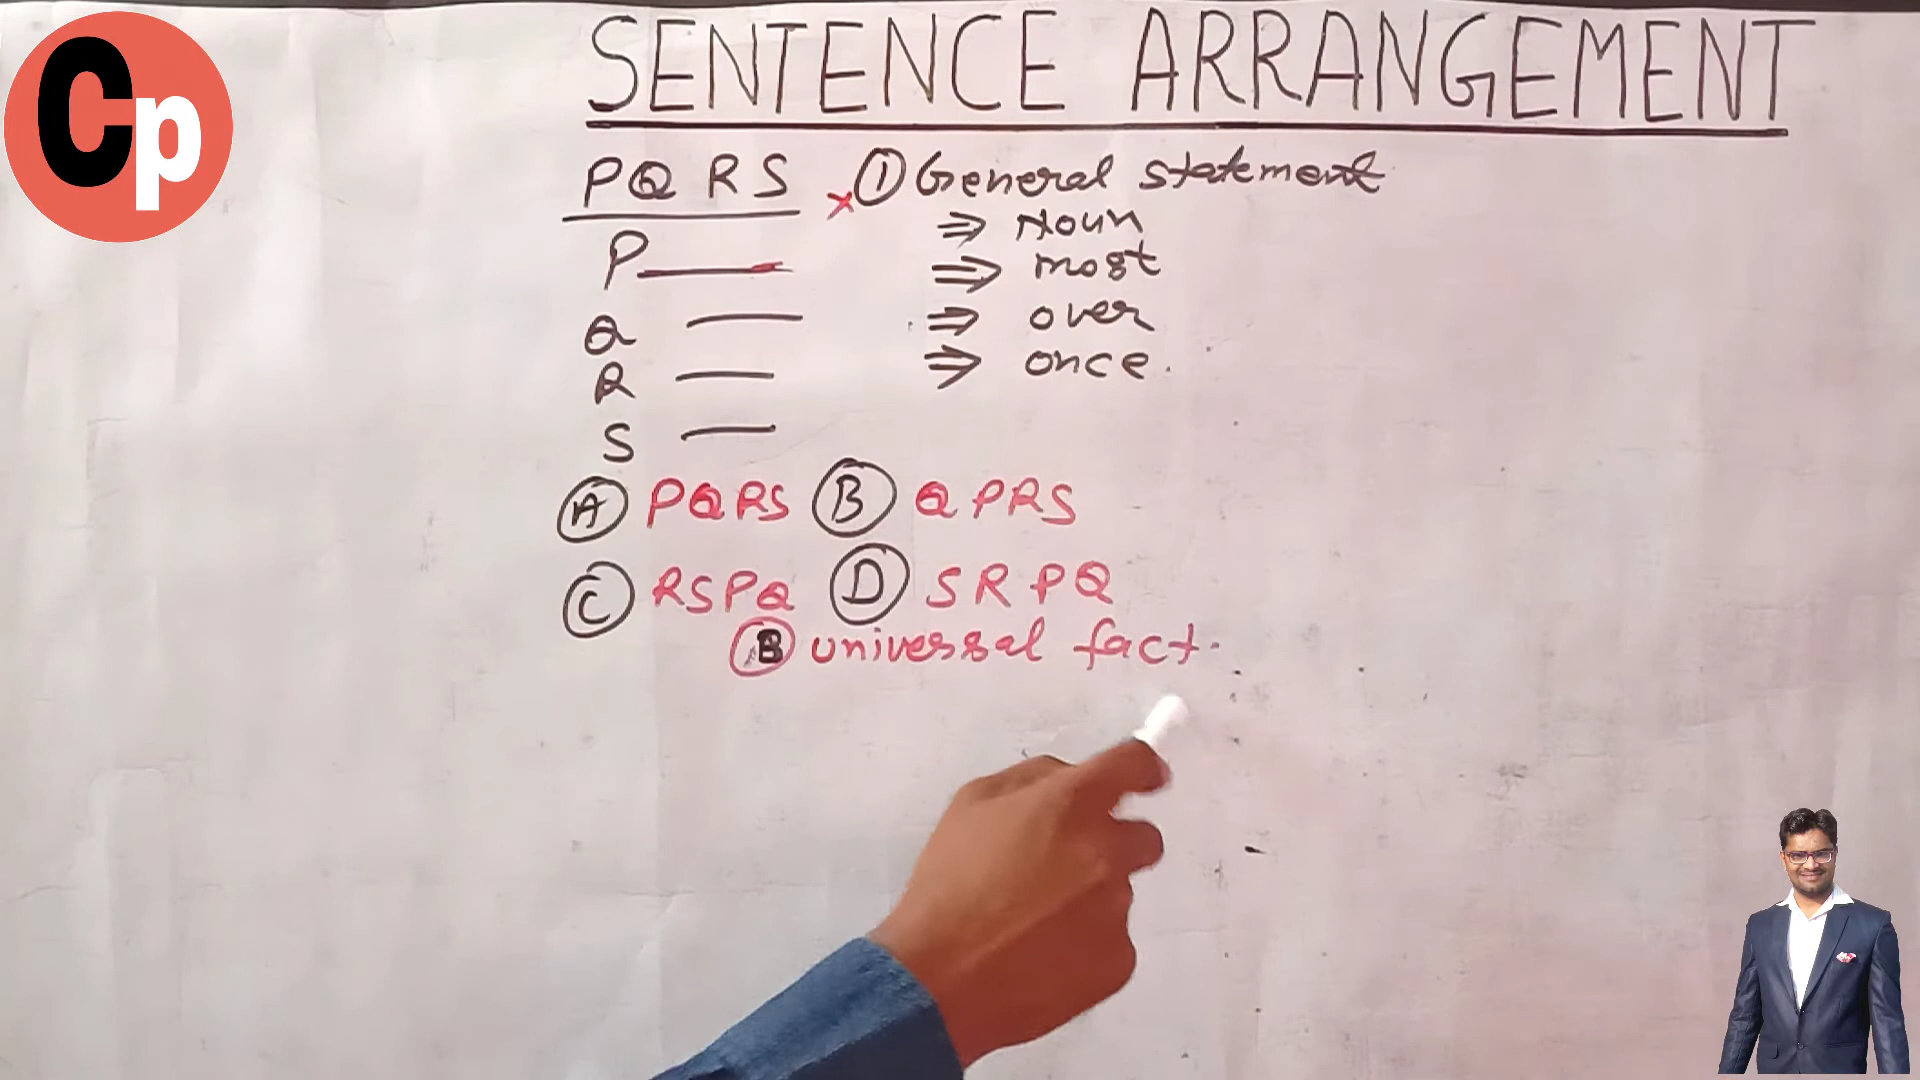 Cp
SENTENCE ARRANGEMENT
PQRS × ① General statement
⇒ Noun
P ⇒ most
Q ⇒ over
R ⇒ once.
S
Ⓐ PQRS Ⓑ QPRS
Ⓒ RSPQ Ⓓ SRPQ
Ⓑ universal fact.